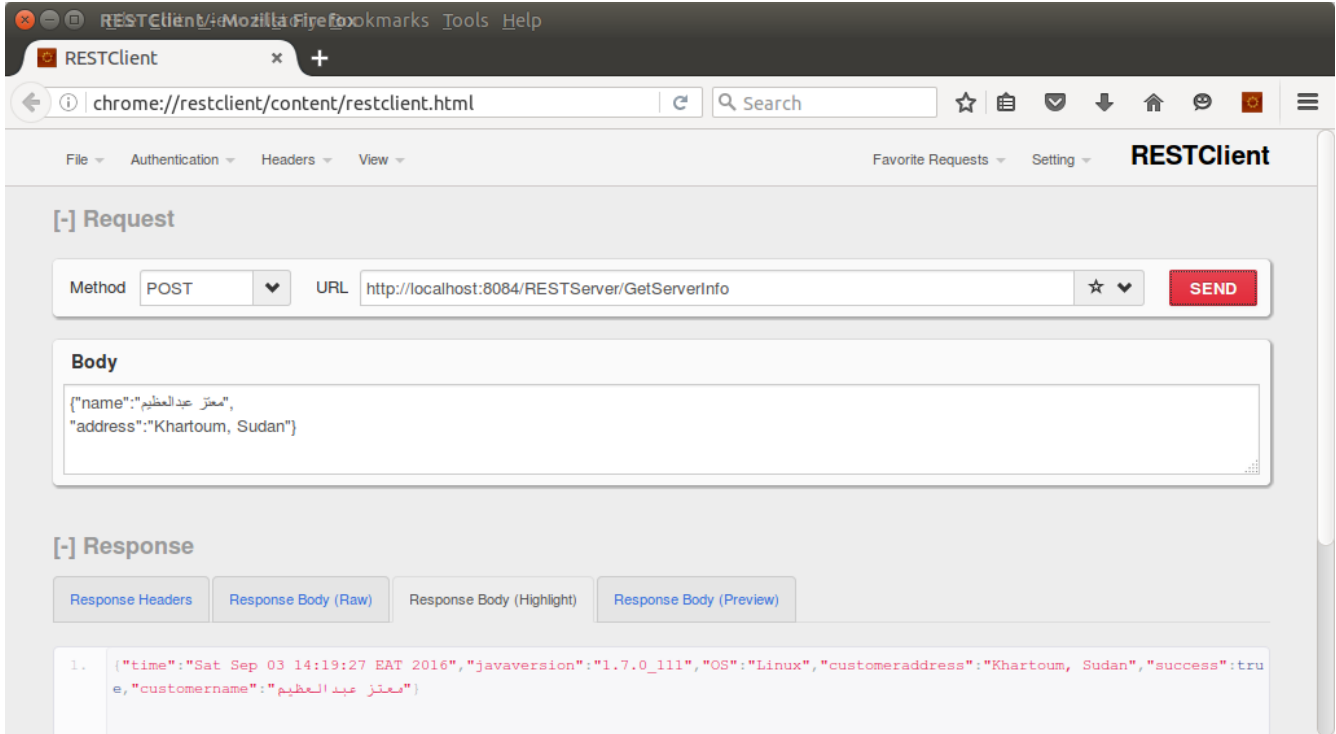 RESTClient - Mozilla Firefox Bookmarks Tools Help
RESTClient × +
chrome://restclient/content/restclient.html Search
File Authentication Headers View Favorite Requests Setting RESTClient
[-] Request
Method POST URL http://localhost:8084/RESTServer/GetServerInfo SEND
Body
{"name":"معتز عبدالعظيم",
"address":"Khartoum, Sudan"}
[-] Response
Response Headers Response Body (Raw) Response Body (Highlight) Response Body (Preview)
1. {"time":"Sat Sep 03 14:19:27 EAT 2016","javaversion":"1.7.0_111","OS":"Linux","customeraddress":"Khartoum, Sudan","success":tru
e,"customername":"معتز عبدالعظيم"}